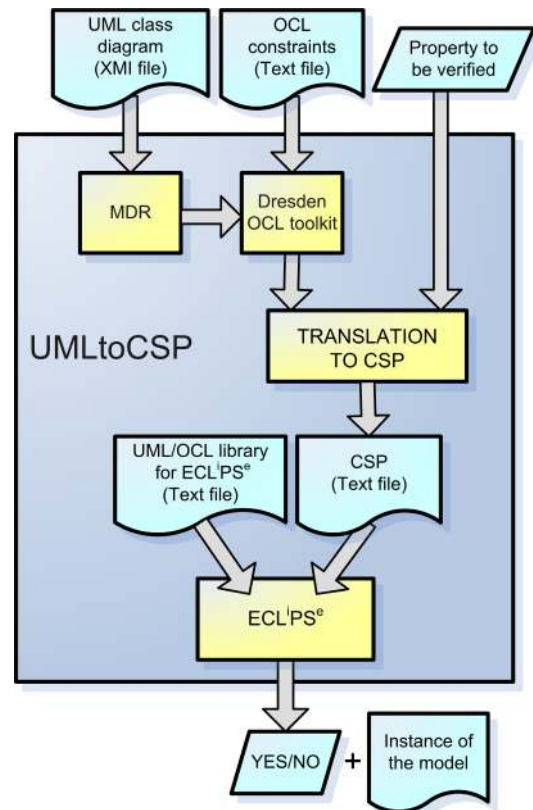 UML class
diagram
(XMI file)
OCL
constraints
(Text file)
Property to
be verified
MDR
Dresden
OCL toolkit
UMLtoCSP
TRANSLATION
TO CSP
UML/OCL library
for ECLⁱPSᵉ
(Text file)
CSP
(Text file)
ECLⁱPSᵉ
YES/NO
+
Instance of
the model